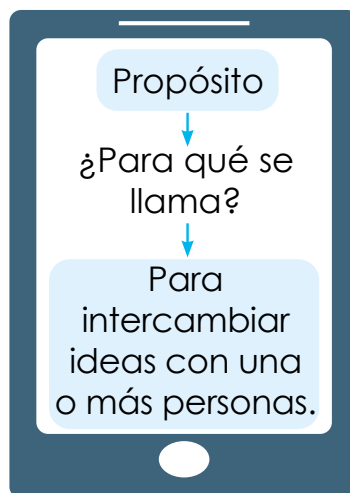 Propósito
¿Para qué se
llama?
Para
intercambiar
ideas con una
o más personas.